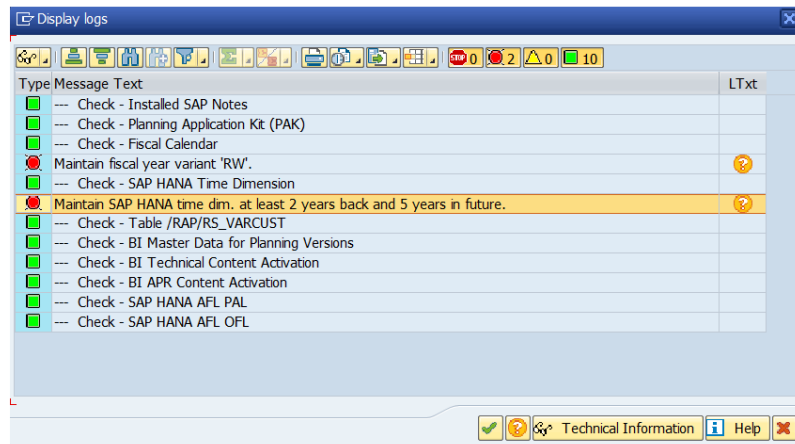 Display logs
STOP 0 2 0 10
Type Message Text LTxt
--- Check - Installed SAP Notes
--- Check - Planning Application Kit (PAK)
--- Check - Fiscal Calendar
Maintain fiscal year variant 'RW'.
--- Check - SAP HANA Time Dimension
Maintain SAP HANA time dim. at least 2 years back and 5 years in future.
--- Check - Table /RAP/RS_VARCUST
--- Check - BI Master Data for Planning Versions
--- Check - BI Technical Content Activation
--- Check - BI APR Content Activation
--- Check - SAP HANA AFL PAL
--- Check - SAP HANA AFL OFL
Technical Information Help